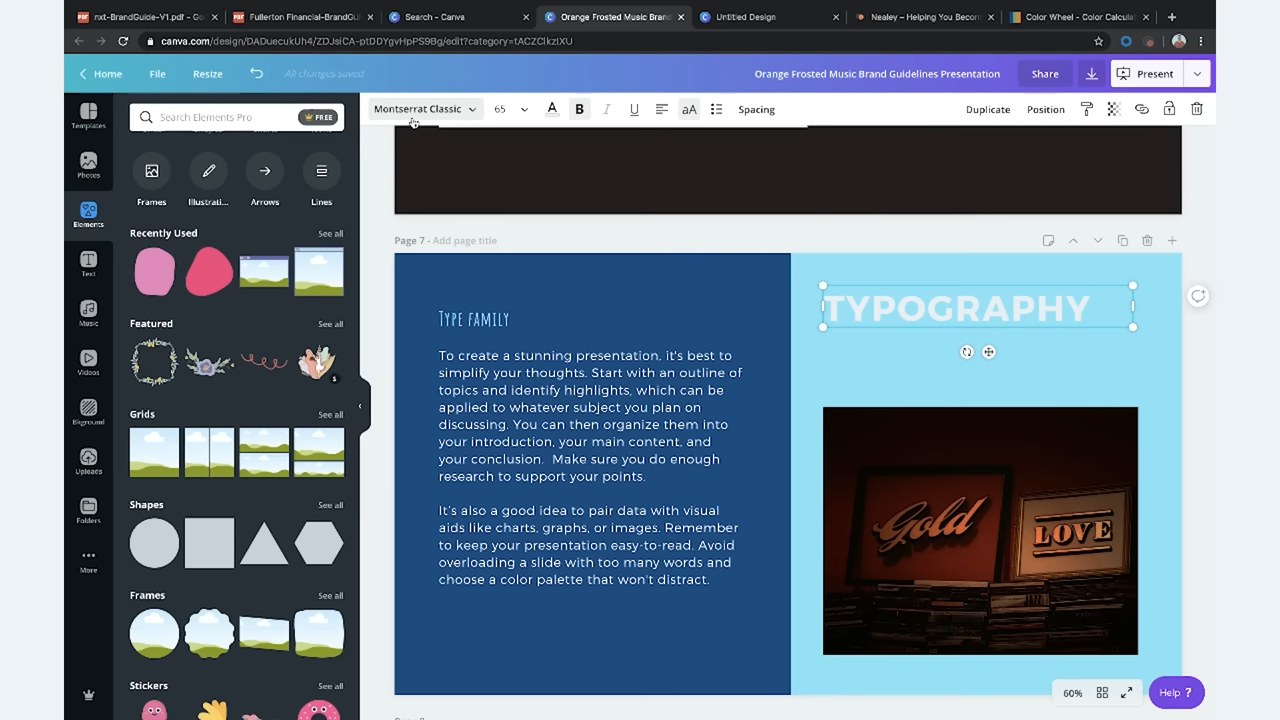 nxt-BrandGuide-V1.pdf - Go
Fullerton Financial-BrandGui
Search - Canva
Orange Frosted Music Brand
Untitled Design
Nealey – Helping You Becom
Color Wheel - Color Calcula
canva.com/design/DADuecukUh4/ZDJsiCA-ptDDYgvHpPS9Bg/edit?category=tACZCIkzIXU
Home
File
Resize
All changes saved
Orange Frosted Music Brand Guidelines Presentation
Share
Present
Search Elements Pro
FREE
Montserrat Classic
65
A
B
I
U
aA
Spacing
Duplicate
Position
Templates
Photos
Elements
Text
Music
Videos
Bkground
Uploads
Folders
More
Frames
Illustrati...
Arrows
Lines
Recently Used
See all
Featured
See all
$
Grids
See all
Shapes
See all
Frames
See all
Stickers
See all
Page 7 - Add page title
TYPE FAMILY
To create a stunning presentation, it's best to
simplify your thoughts. Start with an outline of
topics and identify highlights, which can be
applied to whatever subject you plan on
discussing. You can then organize them into
your introduction, your main content, and
your conclusion. Make sure you do enough
research to support your points.
It's also a good idea to pair data with visual
aids like charts, graphs, or images. Remember
to keep your presentation easy-to-read. Avoid
overloading a slide with too many words and
choose a color palette that won't distract.
TYPOGRAPHY
Gold
LOVE
60%
Help ?